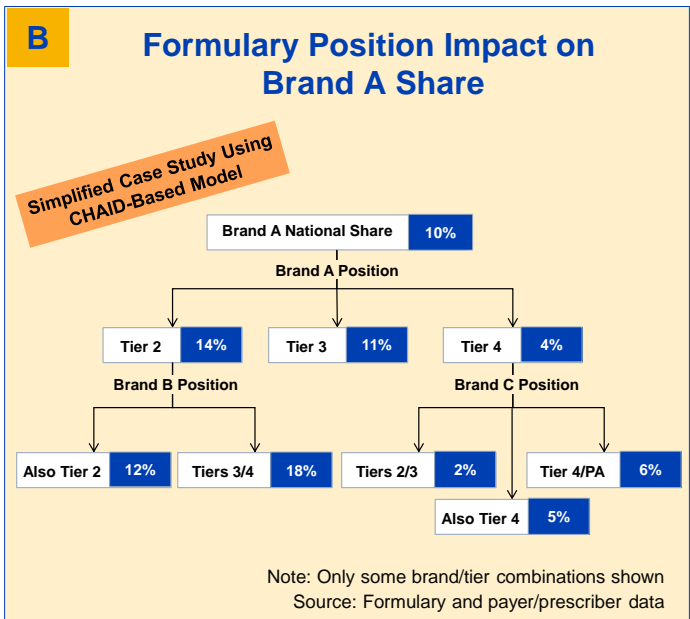 B
Formulary Position Impact on
Brand A Share
Simplified Case Study Using
CHAID-Based Model
Brand A National Share 10%
Brand A Position
Tier 2 14% Tier 3 11% Tier 4 4%
Brand B Position Brand C Position
Also Tier 2 12% Tiers 3/4 18% Tiers 2/3 2% Tier 4/PA 6%
Also Tier 4 5%
Note: Only some brand/tier combinations shown
Source: Formulary and payer/prescriber data